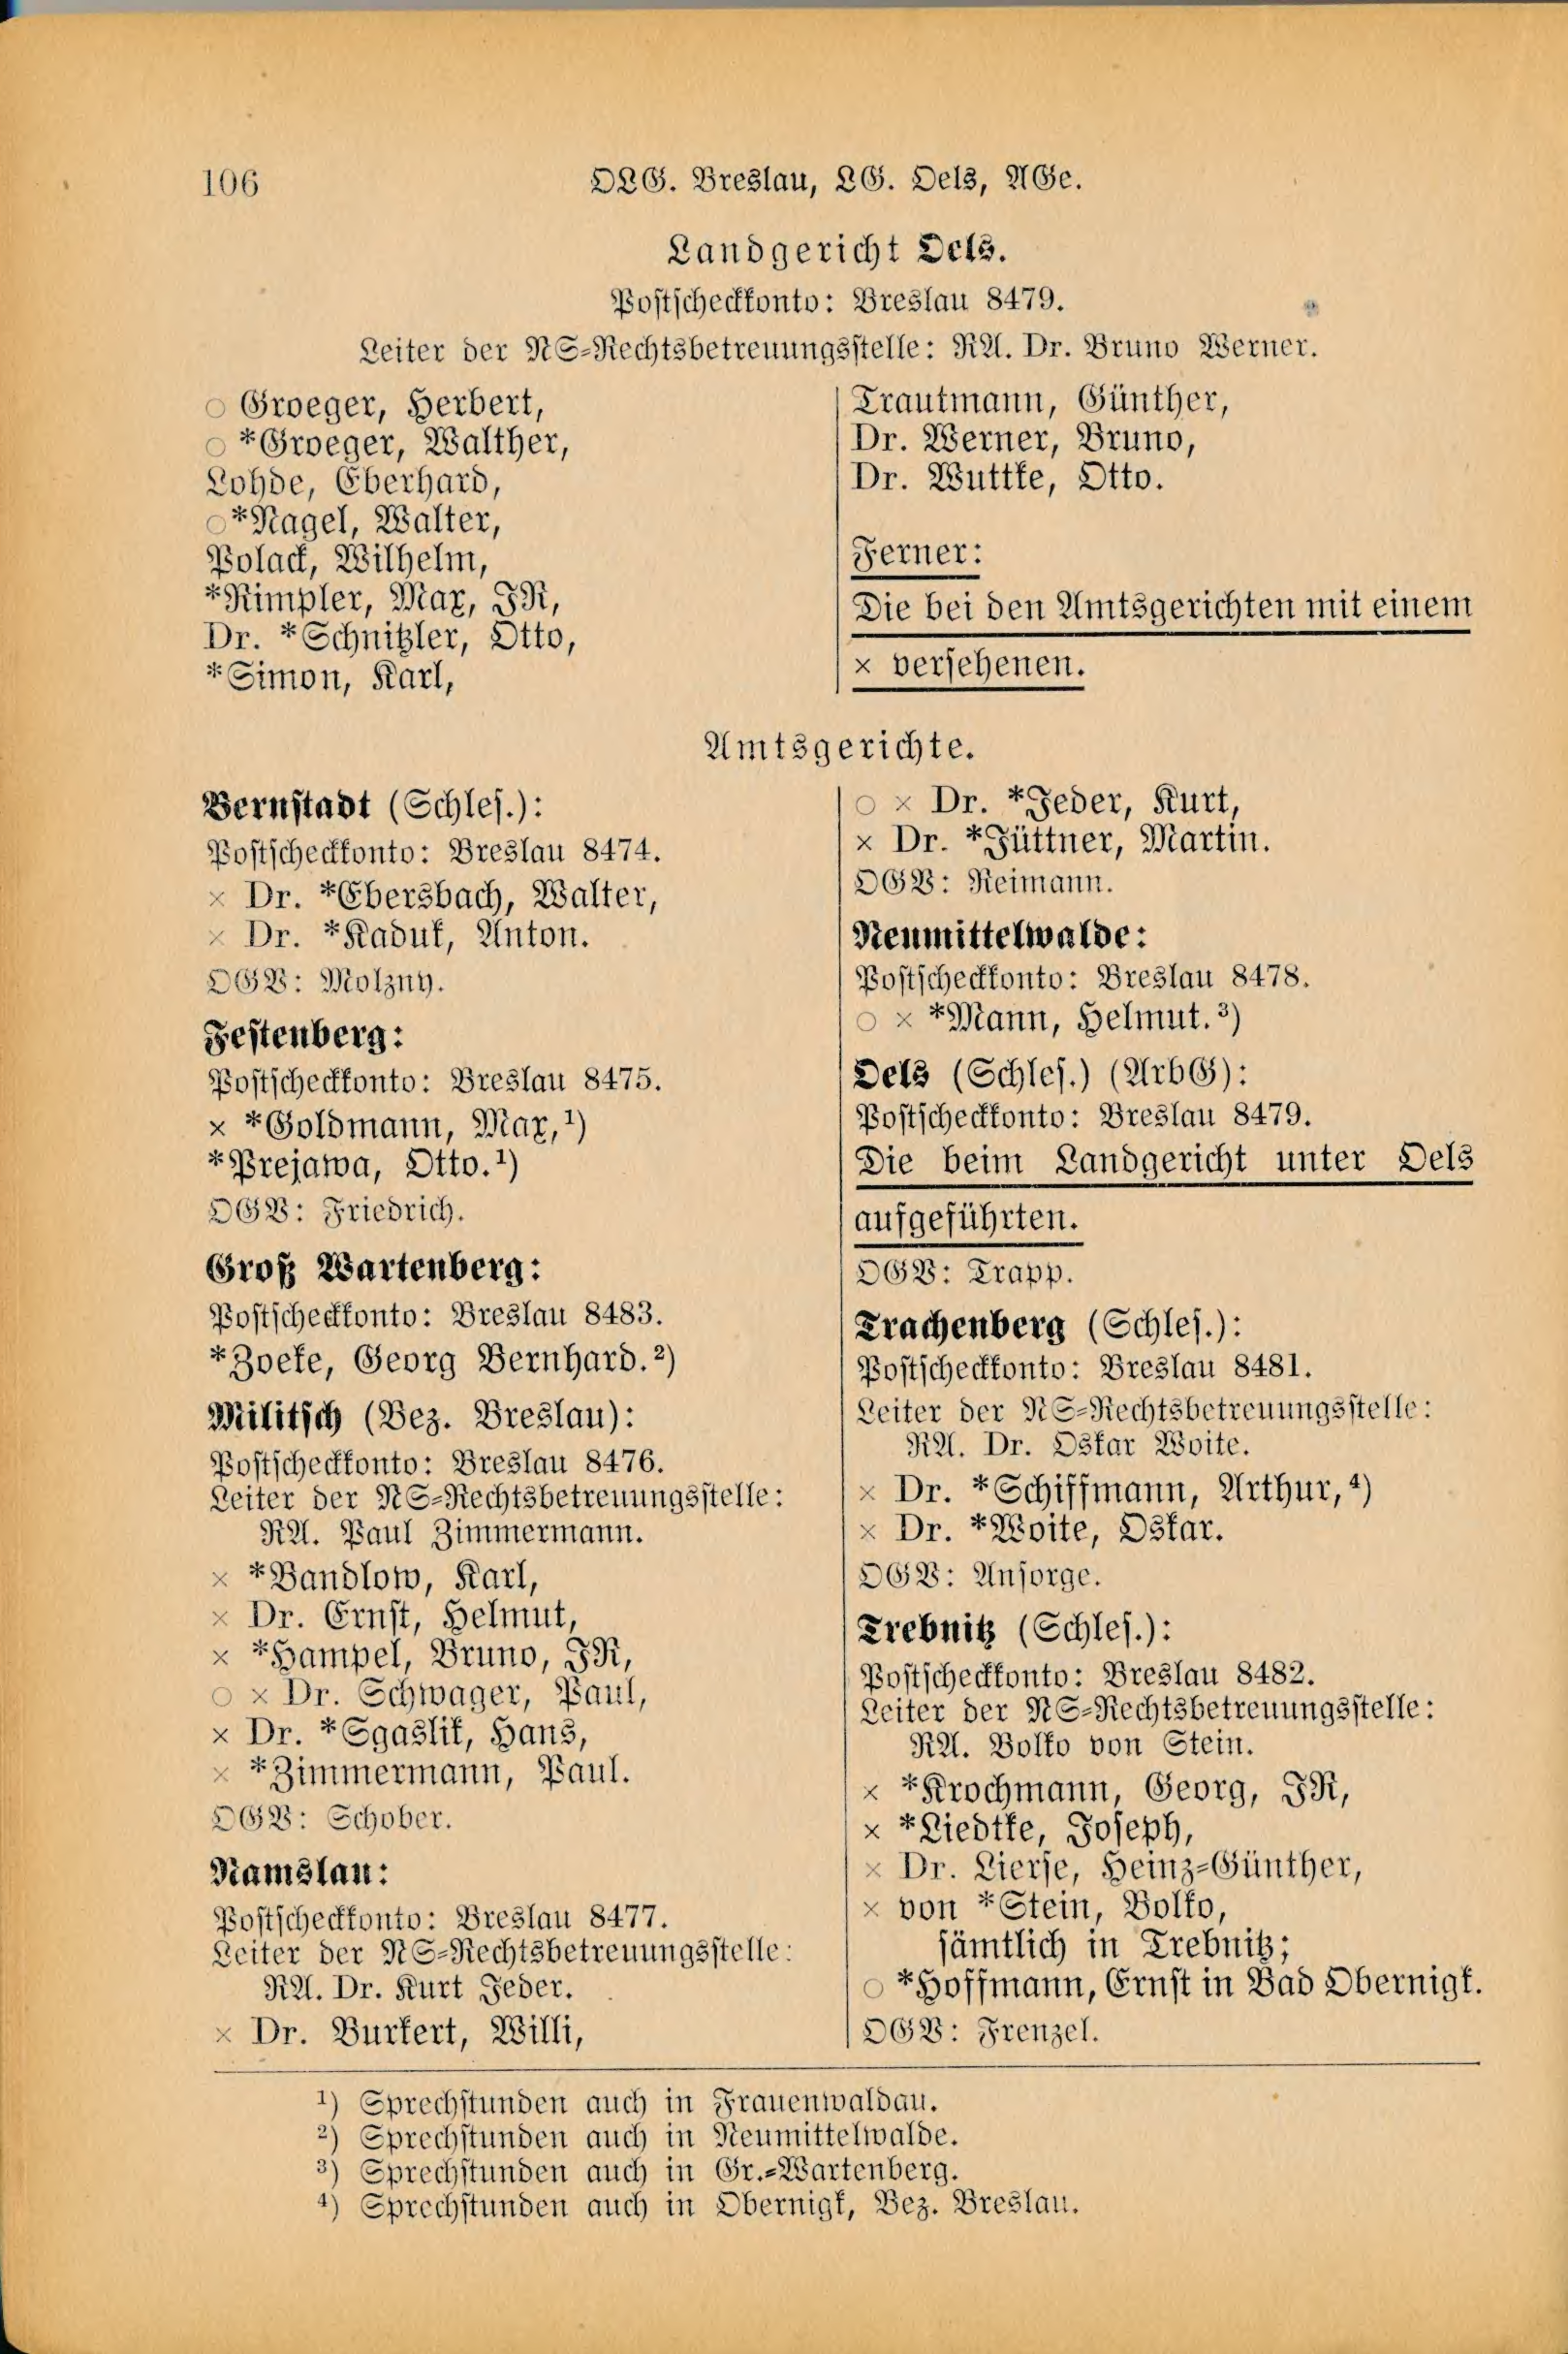 106
OLG. Breslau, LG. Oels, AGe.
Landgericht Oels.
Postscheckkonto: Breslau 8479.
Leiter der NS-Rechtsbetreuungsstelle: RA. Dr. Bruno Werner.
○ Groeger, Herbert,
○ *Groeger, Walther,
Lohde, Eberhard,
○ *Nagel, Walter,
Polack, Wilhelm,
*Rimpler, Max, JR,
Dr. *Schnitzler, Otto,
*Simon, Karl,
Trautmann, Günther,
Dr. Werner, Bruno,
Dr. Wuttke, Otto.
Ferner:
Die bei den Amtsgerichten mit einem
× versehenen.
Amtsgerichte.
Bernstadt (Schles.):
Postscheckkonto: Breslau 8474.
× Dr. *Ebersbach, Walter,
× Dr. *Kaduk, Anton.
OGV: Molzny.
Festenberg:
Postscheckkonto: Breslau 8475.
× *Goldmann, Max,¹)
*Prejawa, Otto.¹)
OGV: Friedrich.
Groß Wartenberg:
Postscheckkonto: Breslau 8483.
*Zoeke, Georg Bernhard.²)
Militsch (Bez. Breslau):
Postscheckkonto: Breslau 8476.
Leiter der NS-Rechtsbetreuungsstelle:
RA. Paul Zimmermann.
× *Bandlow, Karl,
× Dr. Ernst, Helmut,
× *Hampel, Bruno, JR,
○ × Dr. Schwager, Paul,
× Dr. *Sgaslik, Hans,
× *Zimmermann, Paul.
OGV: Schober.
Namslau:
Postscheckkonto: Breslau 8477.
Leiter der NS-Rechtsbetreuungsstelle:
RA. Dr. Kurt Jeder.
× Dr. Burkert, Willi,
○ × Dr. *Jeder, Kurt,
× Dr. *Jüttner, Martin.
OGV: Reimann.
Neumittelwalde:
Postscheckkonto: Breslau 8478.
○ × *Mann, Helmut.³)
Oels (Schles.) (ArbG):
Postscheckkonto: Breslau 8479.
Die beim Landgericht unter Oels
aufgeführten.
OGV: Trapp.
Trachenberg (Schles.):
Postscheckkonto: Breslau 8481.
Leiter der NS-Rechtsbetreuungsstelle:
RA. Dr. Oskar Woite.
× Dr. *Schiffmann, Arthur,⁴)
× Dr. *Woite, Oskar.
OGV: Ansorge.
Trebnitz (Schles.):
Postscheckkonto: Breslau 8482.
Leiter der NS-Rechtsbetreuungsstelle:
RA. Bolko von Stein.
× *Krochmann, Georg, JR,
× *Liedtke, Joseph,
× Dr. Lierse, Heinz-Günther,
× von *Stein, Bolko,
sämtlich in Trebnitz;
○ *Hoffmann, Ernst in Bad Obernigk.
OGV: Frenzel.
¹) Sprechstunden auch in Frauenwaldau.
²) Sprechstunden auch in Neumittelwalde.
³) Sprechstunden auch in Gr.-Wartenberg.
⁴) Sprechstunden auch in Obernigk, Bez. Breslau.